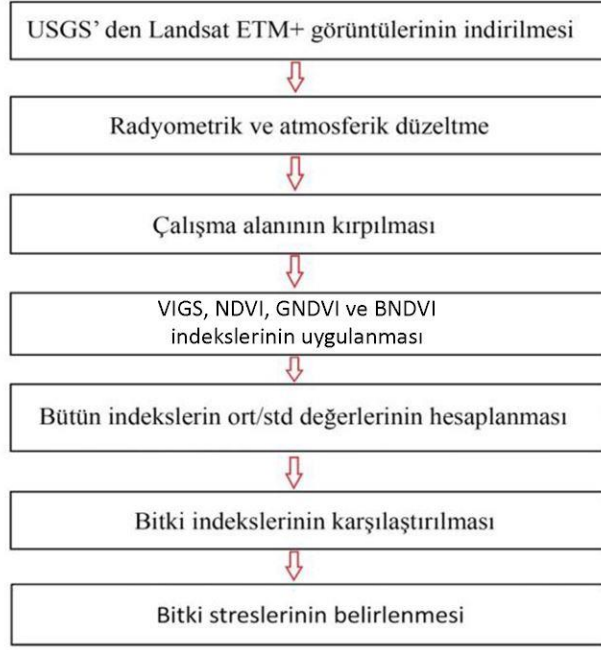 USGS' den Landsat ETM+ görüntülerinin indirilmesi
Radyometrik ve atmosferik düzeltme
Çalışma alanının kırpılması
VIGS, NDVI, GNDVI ve BNDVI
indekslerinin uygulanması
Bütün indekslerin ort/std değerlerinin hesaplanması
Bitki indekslerinin karşılaştırılması
Bitki streslerinin belirlenmesi